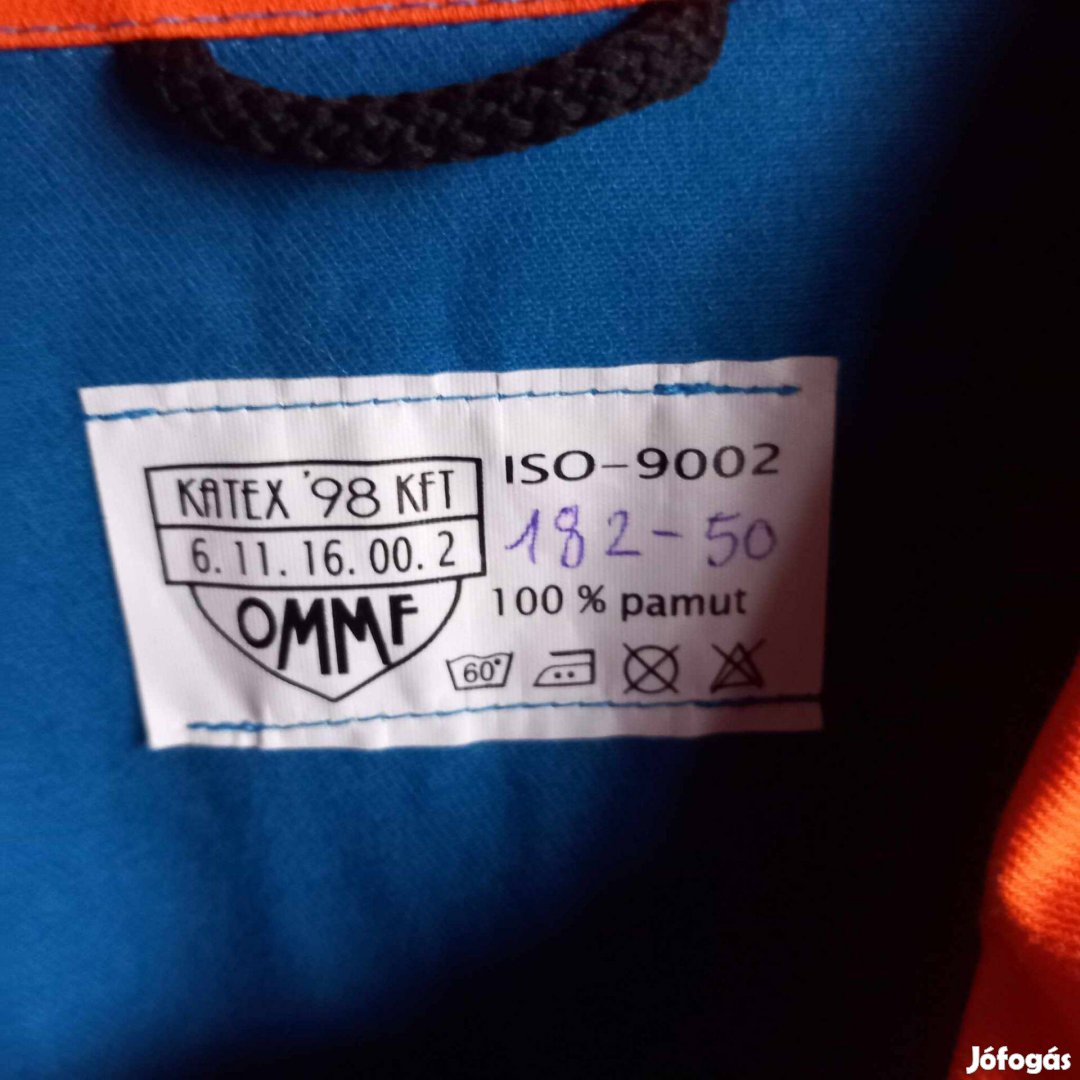 KATEX '98 KFT
6. 11. 16. 00. 2
OMMF
ISO-9002
182-50
100 % pamut
60°
Jófogás